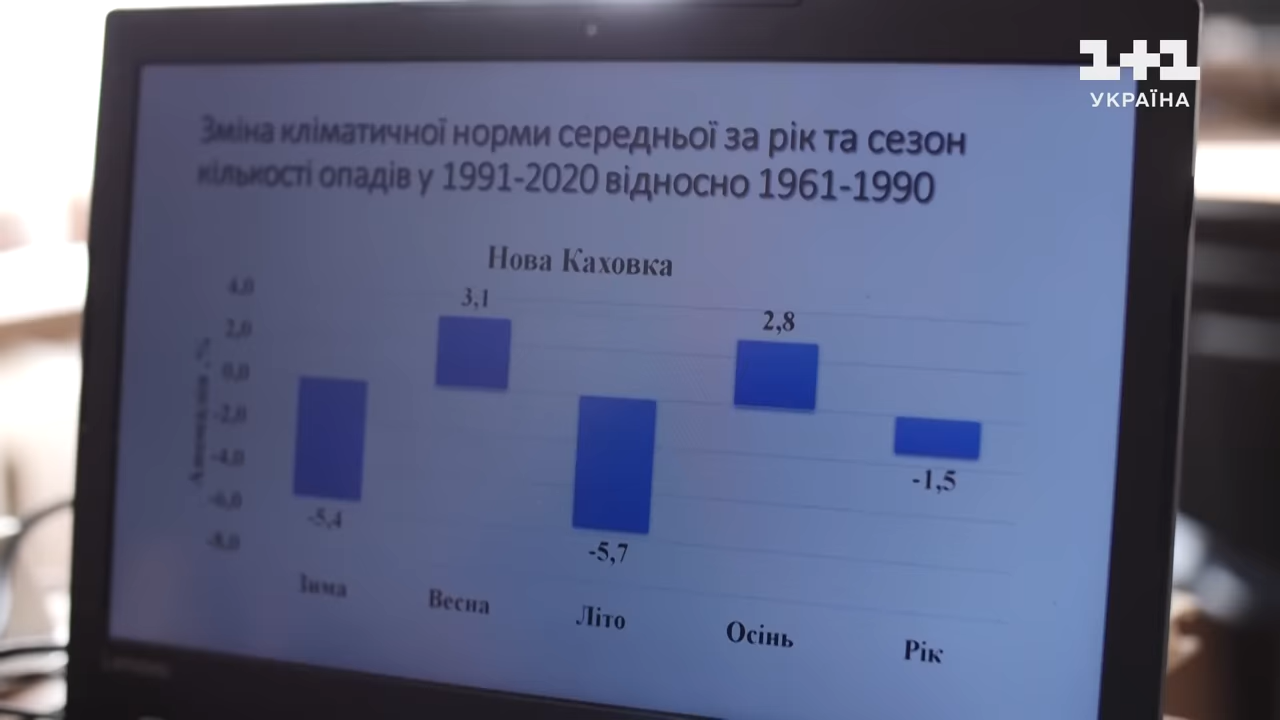 1+1
УКРАЇНА
Зміна кліматичної норми середньої за рік та сезон
кількості опадів у 1991-2020 відносно 1961-1990
Нова Каховка
4,0
2,0
0,0
-2,0
-4,0
-6,0
-8,0
3,1
2,8
-5,4
-5,7
-1,5
Зима
Весна
Літо
Осінь
Рік